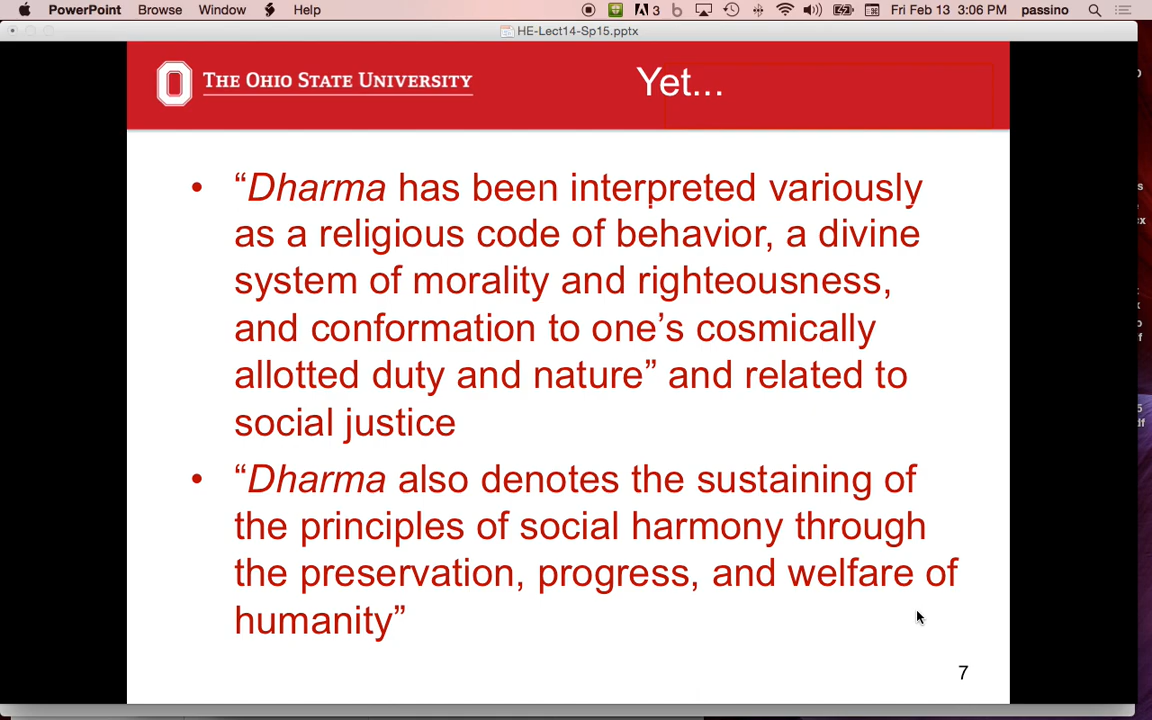 PowerPoint Browse Window Help 3 Fri Feb 13 3:06 PM passino
HE-Lect14-Sp15.pptx
THE OHIO STATE UNIVERSITY
Yet...
• “Dharma has been interpreted variously
as a religious code of behavior, a divine
system of morality and righteousness,
and conformation to one’s cosmically
allotted duty and nature” and related to
social justice
• “Dharma also denotes the sustaining of
the principles of social harmony through
the preservation, progress, and welfare of
humanity”
7